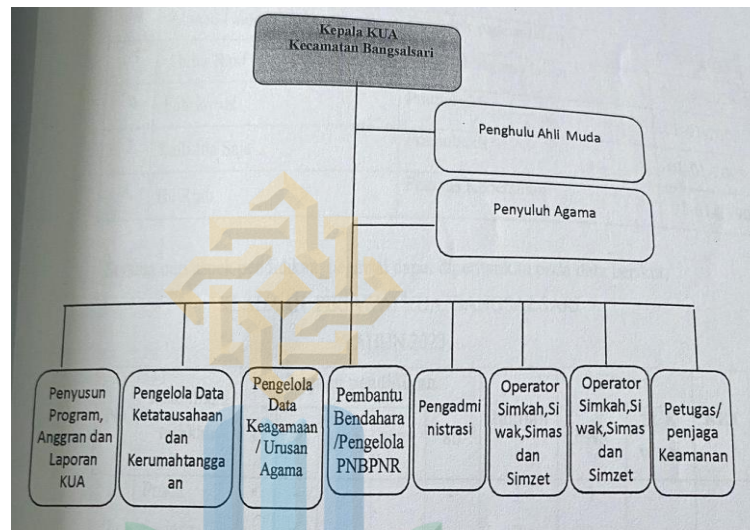 Kepala KUA
Kecamatan Bangsalsari
Penghulu Ahli Muda
Penyuluh Agama
Penyusun
Program,
Anggran dan
Laporan
KUA
Pengelola Data
Ketatausahaan
dan
Kerumahtangga
an
Pengelola
Data
Keagamaan
/ Urusan
Agama
Pembantu
Bendahara
/Pengelola
PNBPNR
Pengadmi
nistrasi
Operator
Simkah,Si
wak,Simas
dan
Simzet
Operator
Simkah,Si
wak,Simas
dan
Simzet
Petugas/
penjaga
Keamanan